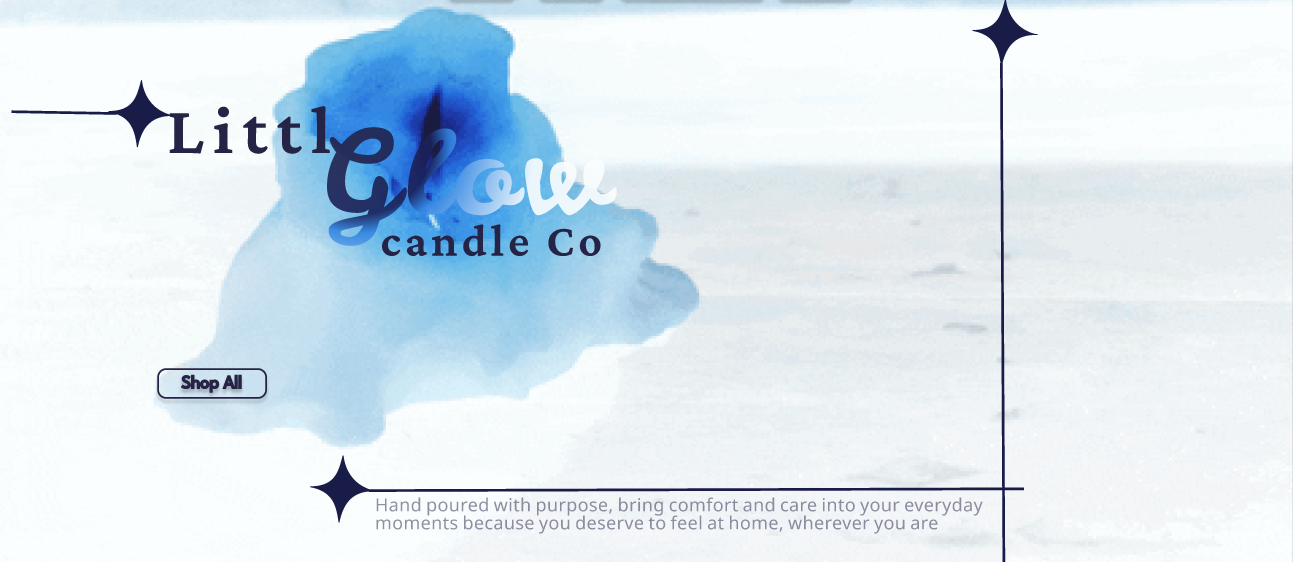 Littl
Glow
candle Co
Shop All
Hand poured with purpose, bring comfort and care into your everyday
moments because you deserve to feel at home, wherever you are